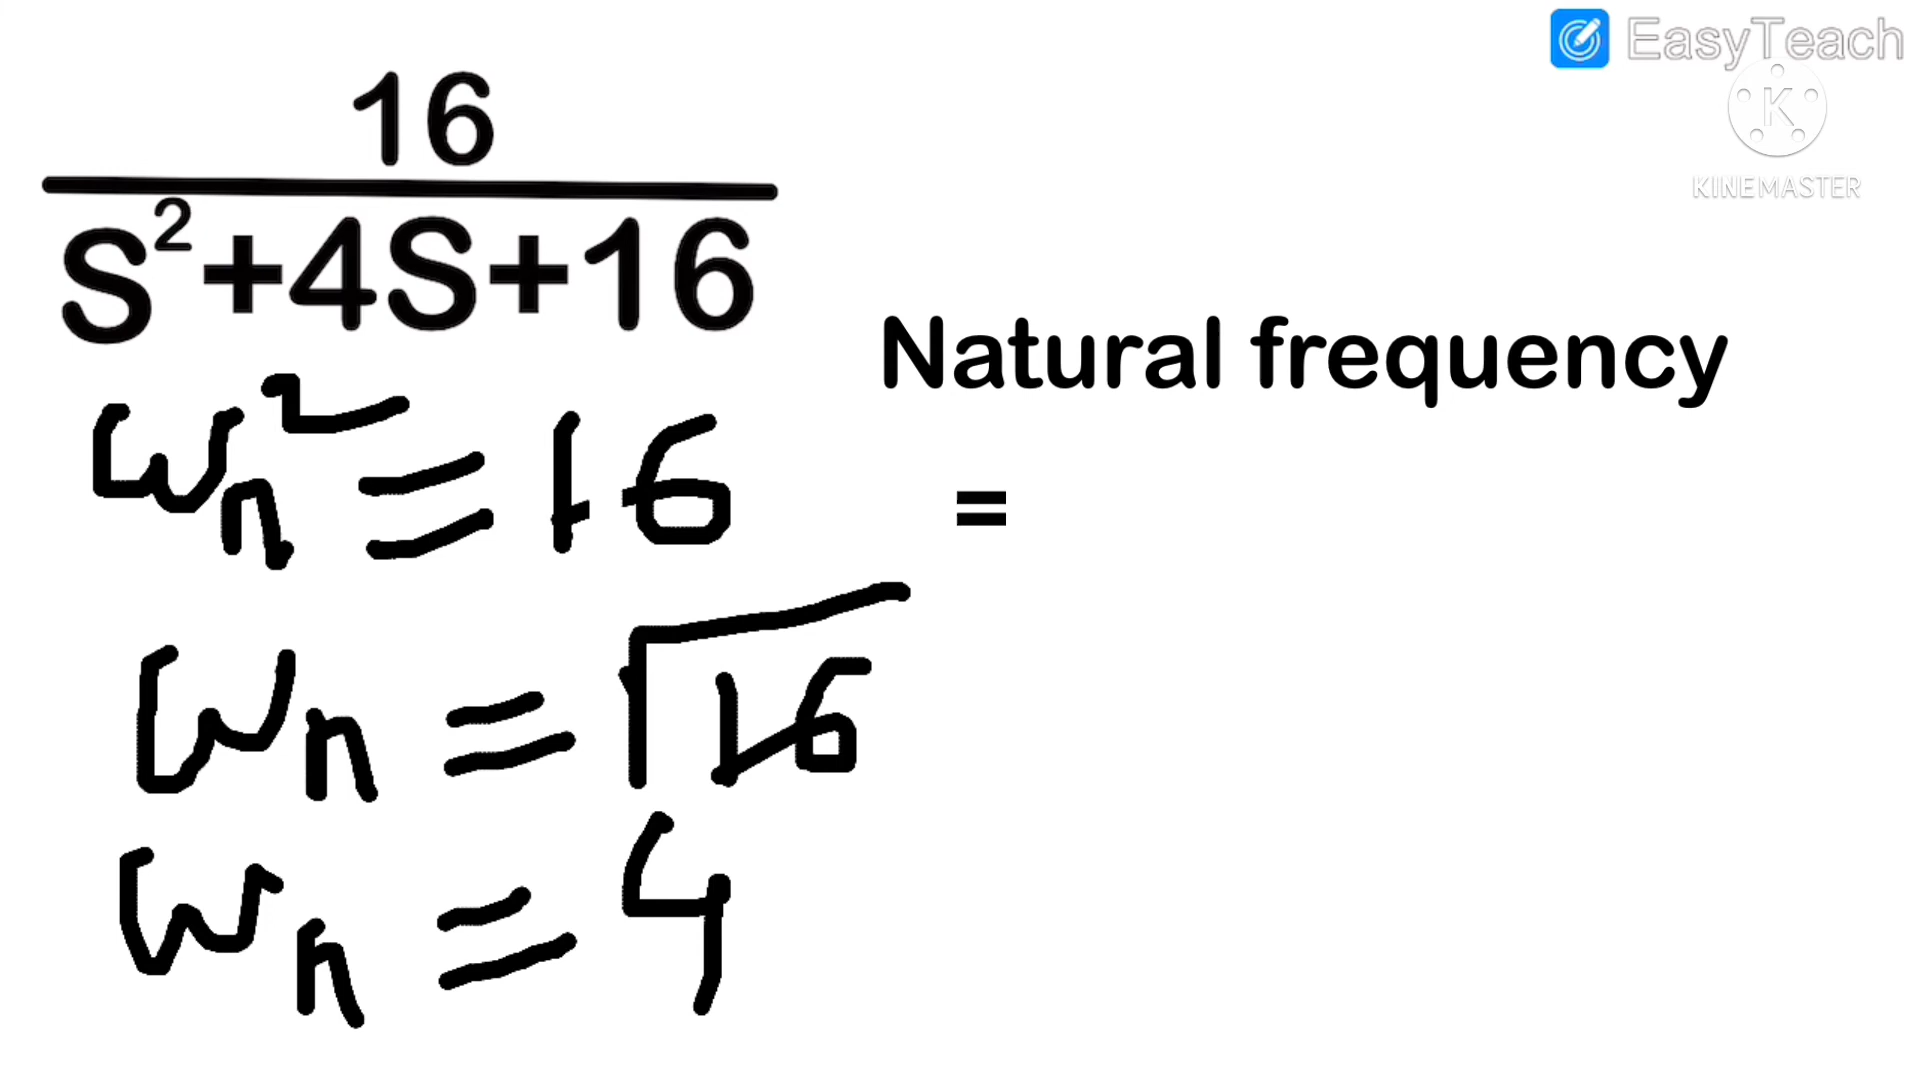 EasyTeach
KINEMASTER
16
S²+4S+16
Natural frequency
=
ωn² = 16
ωn = √16
ωn = 4